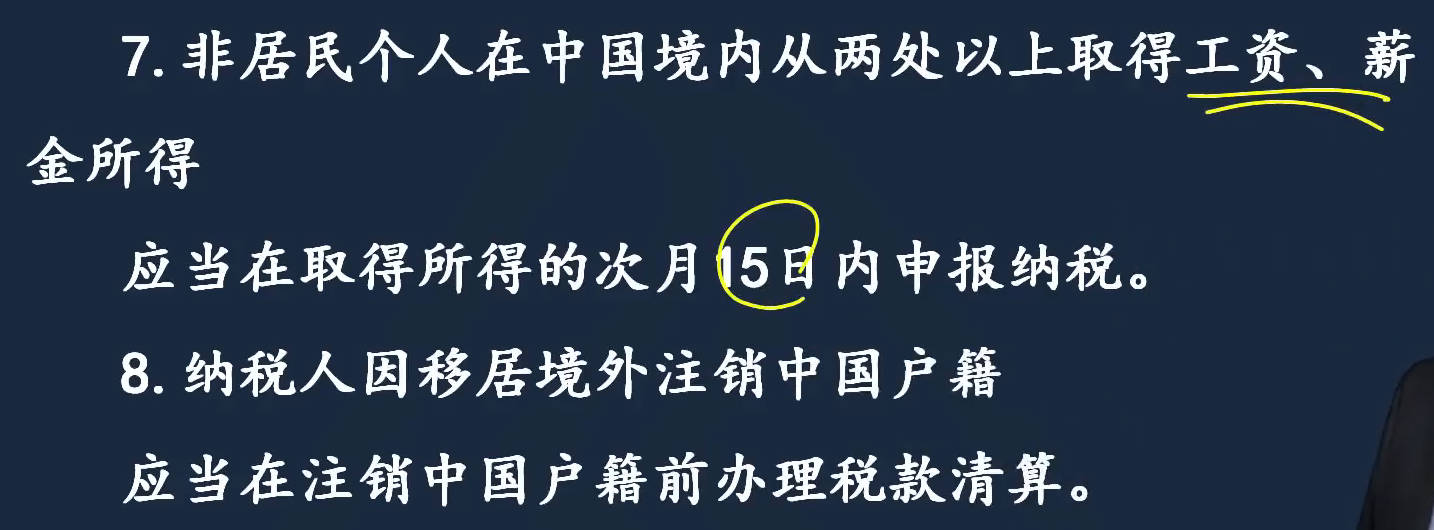 7. 非居民个人在中国境内从两处以上取得工资、薪
金所得
应当在取得所得的次月15日内申报纳税。
8. 纳税人因移居境外注销中国户籍
应当在注销中国户籍前办理税款清算。